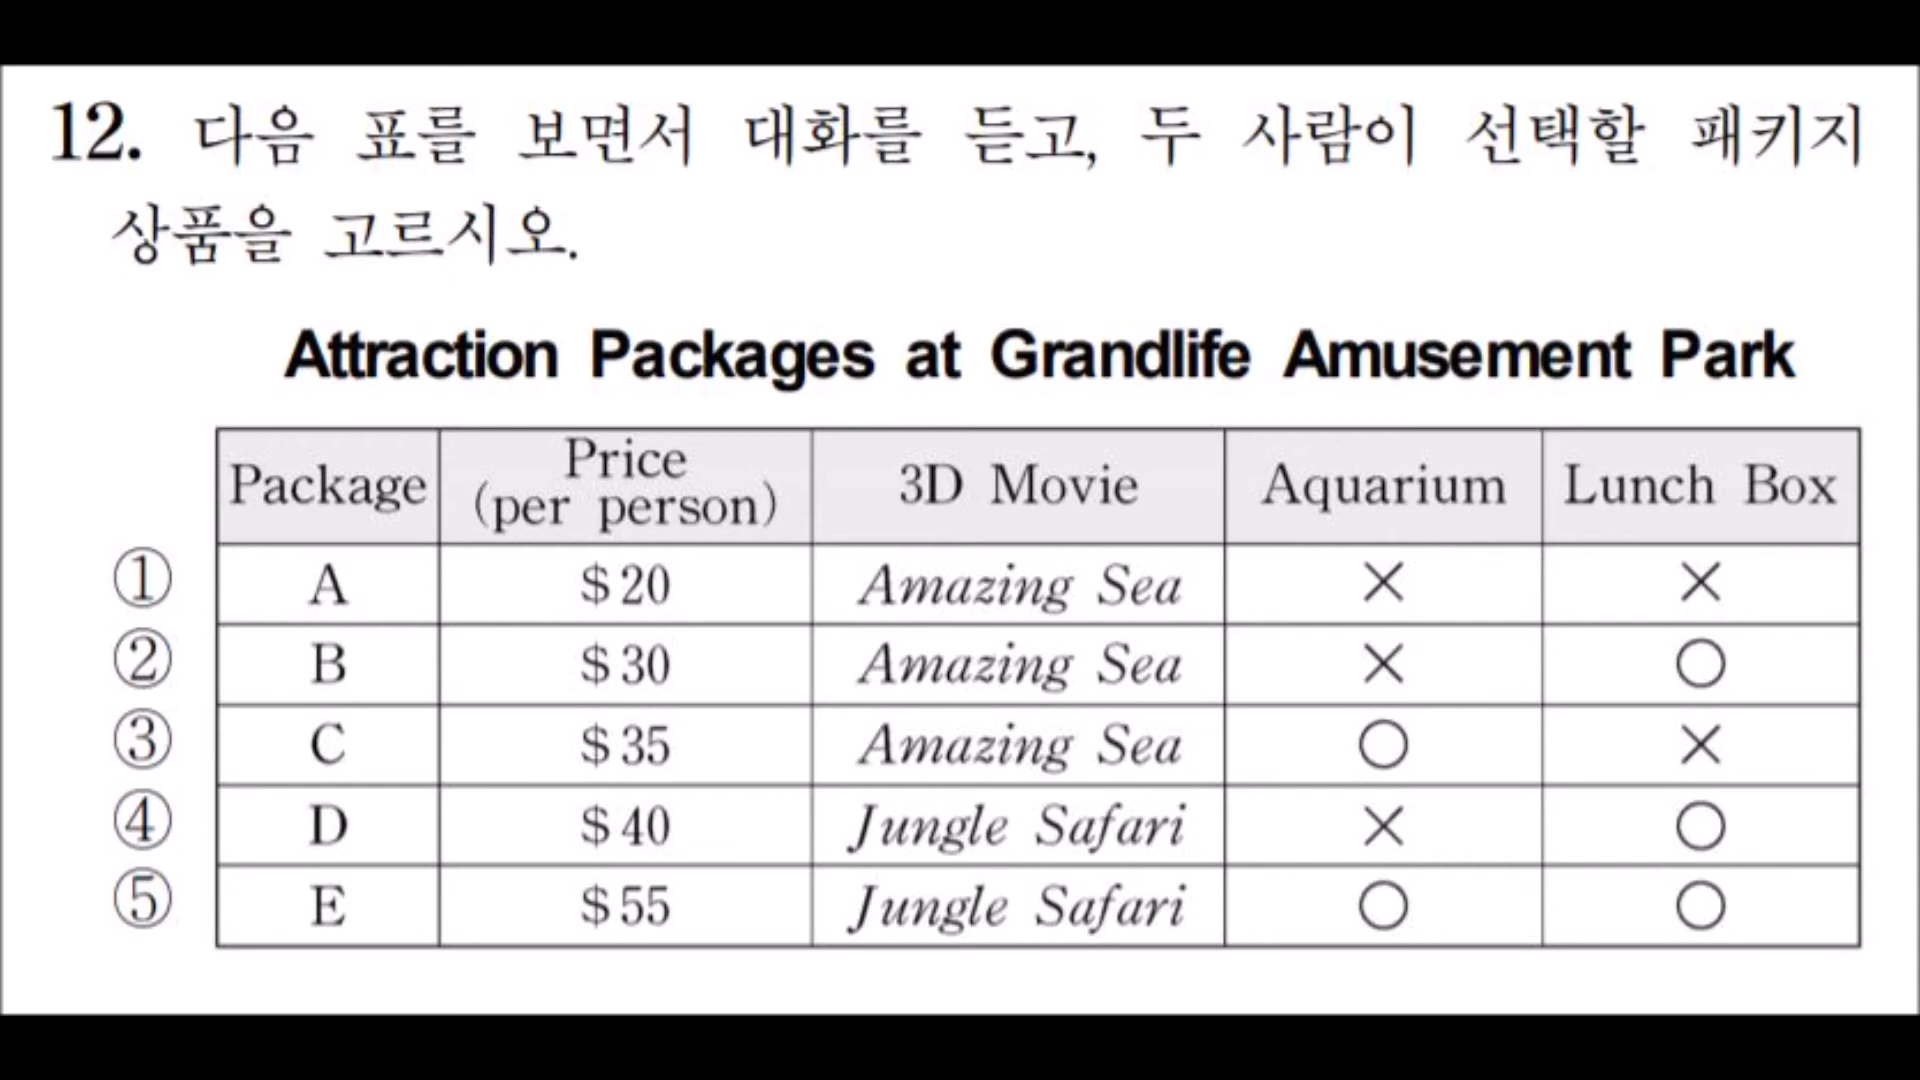 12. 다음 표를 보면서 대화를 듣고, 두 사람이 선택할 패키지
상품을 고르시오.
Attraction Packages at Grandlife Amusement Park
Package Price (per person) 3D Movie Aquarium Lunch Box
① A $20 Amazing Sea × ×
② B $30 Amazing Sea × ○
③ C $35 Amazing Sea ○ ×
④ D $40 Jungle Safari × ○
⑤ E $55 Jungle Safari ○ ○